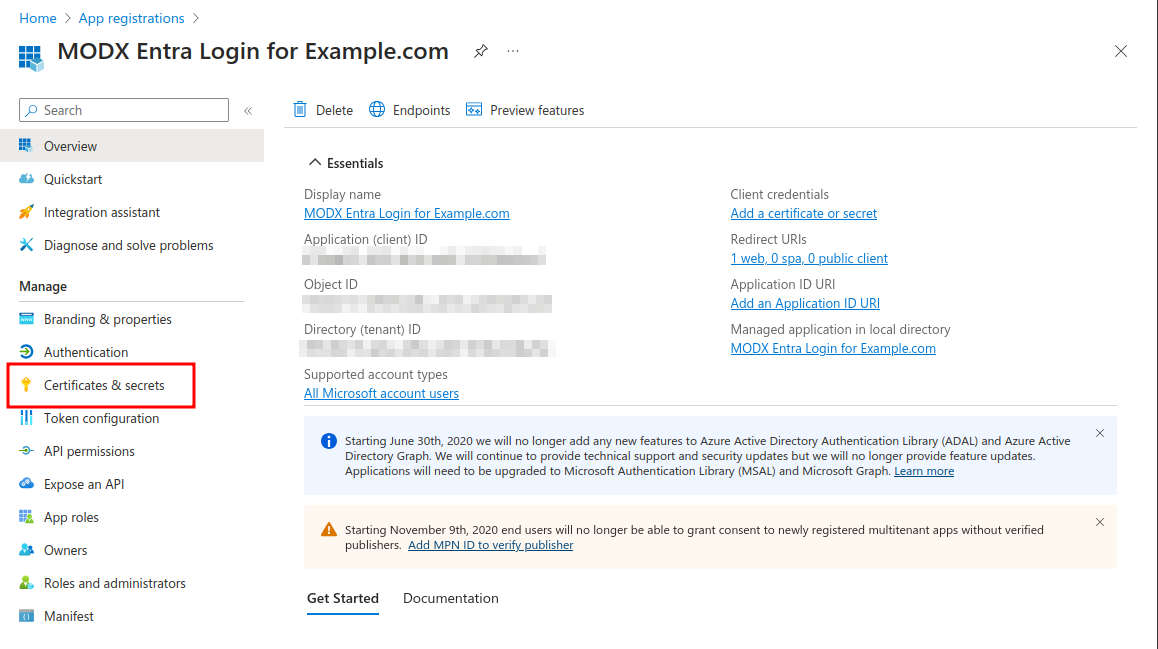 Home > App registrations >
MODX Entra Login for Example.com
Search
«
Delete
Endpoints
Preview features
Overview
Quickstart
Integration assistant
Diagnose and solve problems
Manage
Branding & properties
Authentication
Certificates & secrets
Token configuration
API permissions
Expose an API
App roles
Owners
Roles and administrators
Manifest
Essentials
Display name
MODX Entra Login for Example.com
Application (client) ID
Object ID
Directory (tenant) ID
Supported account types
All Microsoft account users
Client credentials
Add a certificate or secret
Redirect URIs
1 web, 0 spa, 0 public client
Application ID URI
Add an Application ID URI
Managed application in local directory
MODX Entra Login for Example.com
Starting June 30th, 2020 we will no longer add any new features to Azure Active Directory Authentication Library (ADAL) and Azure Active
Directory Graph. We will continue to provide technical support and security updates but we will no longer provide feature updates.
Applications will need to be upgraded to Microsoft Authentication Library (MSAL) and Microsoft Graph. Learn more
Starting November 9th, 2020 end users will no longer be able to grant consent to newly registered multitenant apps without verified
publishers. Add MPN ID to verify publisher
Get Started
Documentation